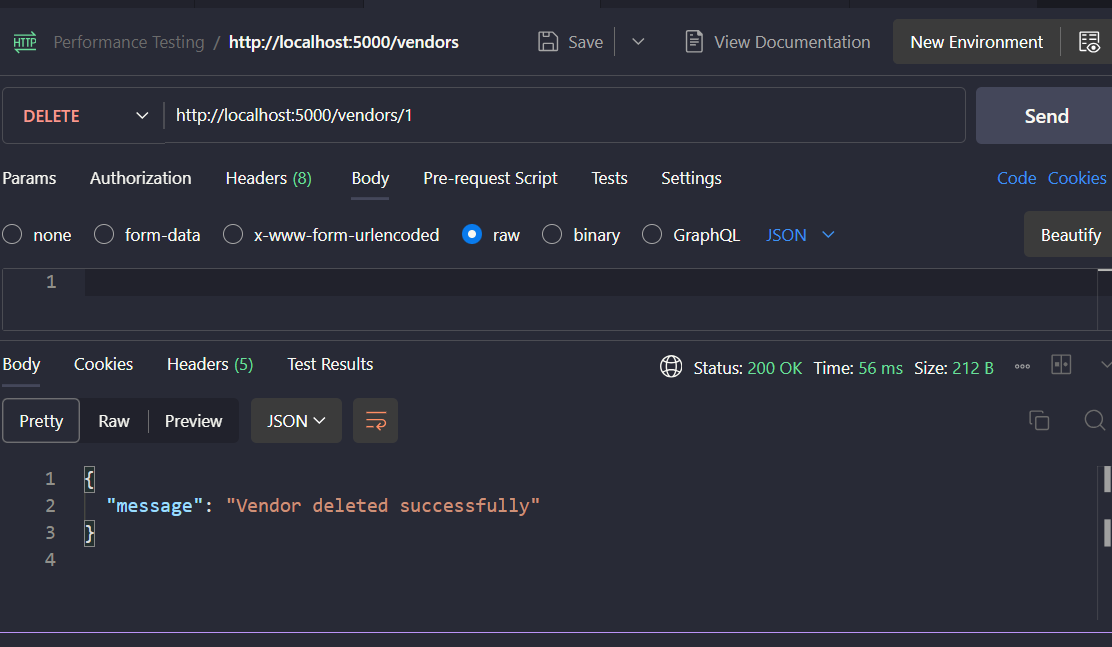 HTTP Performance Testing / http://localhost:5000/vendors Save View Documentation New Environment
DELETE http://localhost:5000/vendors/1 Send
Params Authorization Headers (8) Body Pre-request Script Tests Settings Code Cookies
none form-data x-www-form-urlencoded raw binary GraphQL JSON Beautify
1
Body Cookies Headers (5) Test Results Status: 200 OK Time: 56 ms Size: 212 B
Pretty Raw Preview JSON
1 {
2 "message": "Vendor deleted successfully"
3 }
4